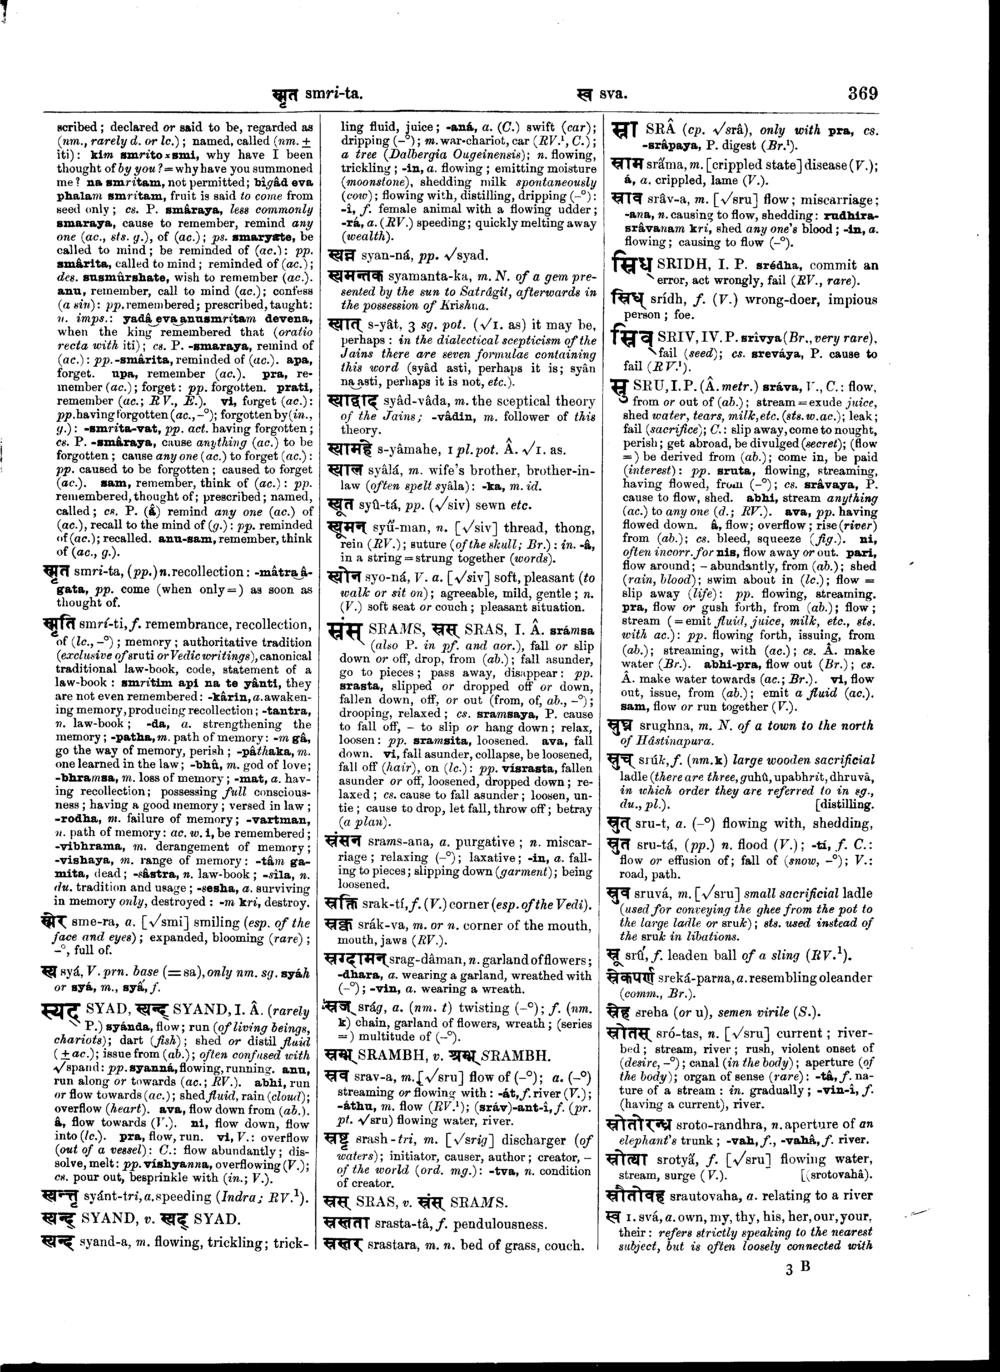 स्मृत smri-ta.
स्व sva.
369
scribed; declared or said to be, regarded as
(nm., rarely d. or lc.); named, called (nm. ±
iti): kim smrito‿smi, why have I been
thought of by you?=why have you summoned
me? na smritam, not permitted; bigâd eva
phalam smritam, fruit is said to come from
seed only; cs. P. smâraya, less commonly
smaraya, cause to remember, remind any
one (ac., sts. g.), of (ac.); ps. smaryate, be
called to mind; be reminded of (ac.): pp.
smârita, called to mind; reminded of (ac.);
des. susmûrshate, wish to remember (ac.).
anu, remember, call to mind (ac.); confess
(a sin): pp. remembered; prescribed, taught:
n. imps.: yadâ‿eva‿anusmritam devena,
when the king remembered that (oratio
recta with iti); cs. P. -smaraya, remind of
(ac.): pp. -smârita, reminded of (ac.). apa,
forget. upa, remember (ac.). pra, re-
member (ac.); forget: pp. forgotten. prati,
remember (ac.; RV., E.). vi, forget (ac.):
pp. having forgotten (ac., -°); forgotten by (in.,
g.): -smrita-vat, pp. act. having forgotten;
cs. P. -smâraya, cause anything (ac.) to be
forgotten; cause any one (ac.) to forget (ac.):
pp. caused to be forgotten; caused to forget
(ac.). sam, remember, think of (ac.): pp.
remembered, thought of; prescribed; named,
called; cs. P. (â) remind any one (ac.) of
(ac.), recall to the mind of (g.): pp. reminded
of (ac.); recalled. anu-sam, remember, think
of (ac., g.).
स्मृत smri-ta, (pp.) n. recollection: -mâtra‿â-
gata, pp. come (when only=) as soon as
thought of.
स्मृति smrí-ti, f. remembrance, recollection,
of (lc., -°); memory; authoritative tradition
(exclusive of sruti or Vedic writings), canonical
traditional law-book, code, statement of a
law-book: smritim api na te yânti, they
are not even remembered: -kârin, a. awaken-
ing memory, producing recollection; -tantra,
n. law-book; -da, a. strengthening the
memory; -patha, m. path of memory: -m gâ,
go the way of memory, perish; -pâthaka, m.
one learned in the law; -bhû, m. god of love;
-bhramsa, m. loss of memory; -mat, a. hav-
ing recollection; possessing full conscious-
ness; having a good memory; versed in law;
-rodha, m. failure of memory; -vartman,
n. path of memory: ac. w. i, be remembered;
-vibhrama, m. derangement of memory;
-vishaya, m. range of memory: -tâm ga-
mita, dead; -sâstra, n. law-book; -sîla, n.
du. tradition and usage; -sesha, a. surviving
in memory only, destroyed: -m kri, destroy.
स्मेर sme-ra, a. [√smi] smiling (esp. of the
face and eyes); expanded, blooming (rare);
-°, full of.
स्य syá, V. prn. base (=sa), only nm. sg. syáh
or syá, m., syấ, f.
स्यद् SYAD, स्यन्द् SYAND, I. Â. (rarely
P.) syánda, flow; run (of living beings,
chariots); dart (fish); shed or distil fluid
(±ac.); issue from (ab.); often confused with
√spand: pp. syanná, flowing, running. anu,
run along or towards (ac.; RV.). abhi, run
or flow towards (ac.); shed fluid, rain (cloud);
overflow (heart). ava, flow down from (ab.).
â, flow towards (V.). ni, flow down, flow
into (lc.). pra, flow, run. vi, V.: overflow
(out of a vessel): C.: flow abundantly; dis-
solve, melt: pp. víshyanna, overflowing (V.);
cs. pour out, besprinkle with (in.; V.).
स्यन्तृ syánt-tri, a. speeding (Indra; RV.¹).
स्यन्द् SYAND, v. स्यद् SYAD.
स्यन्द syand-a, m. flowing, trickling; trick-
ling fluid, juice; -aná, a. (C.) swift (car);
dripping (-°); m. war-chariot, car (RV.¹, C.);
a tree (Dalbergia Ougeinensis); n. flowing,
trickling; -in, a. flowing; emitting moisture
(moonstone), shedding milk spontaneously
(cow); flowing with, distilling, dripping (-°):
-î, f. female animal with a flowing udder;
-rá, a. (RV.) speeding; quickly melting away
(wealth).
स्यन्न syan-ná, pp. √syad.
स्यमन्तक syamanta-ka, m. N. of a gem pre-
sented by the sun to Satrâgit, afterwards in
the possession of Krishna.
स्यात् s-yât, 3 sg. pot. (√1. as) it may be,
perhaps: in the dialectical scepticism of the
Jains there are seven formulae containing
this word (syâd asti, perhaps it is; syân
na‿asti, perhaps it is not, etc.).
स्याद्वाद syâd-vâda, m. the sceptical theory
of the Jains; -vâdin, m. follower of this
theory.
स्यामहे s-yâmahe, 1 pl. pot. Â. √1. as.
स्याल syâlá, m. wife's brother, brother-in-
law (often spelt syâla): -ka, m. id.
स्यूत syû-tá, pp. (√siv) sewn etc.
स्यूमन् syū́-man, n. [√siv] thread, thong,
rein (RV.); suture (of the skull; Br.): in. -â,
in a string=strung together (words).
स्योन syo-ná, V. a. [√siv] soft, pleasant (to
walk or sit on); agreeable, mild, gentle; n.
(V.) soft seat or couch; pleasant situation.
स्रंस् SRAMS, स्रस् SRAS, I. Â. srámsa
(also P. in pf. and aor.), fall or slip
down or off, drop, from (ab.); fall asunder,
go to pieces; pass away, disappear: pp.
srasta, slipped or dropped off or down,
fallen down, off, or out (from, of, ab., -°);
drooping, relaxed; cs. sramsaya, P. cause
to fall off, - to slip or hang down; relax,
loosen: pp. sramsita, loosened. ava, fall
down. vi, fall asunder, collapse, be loosened,
fall off (hair), on (lc.): pp. vísrasta, fallen
asunder or off, loosened, dropped down; re-
laxed; cs. cause to fall asunder; loosen, un-
tie; cause to drop, let fall, throw off; betray
(a plan).
स्रंसन srams-ana, a. purgative; n. miscar-
riage; relaxing (-°); laxative; -in, a. fall-
ing to pieces; slipping down (garment); being
loosened.
स्रक्ति srak-tí, f. (V.) corner (esp. of the Vedi).
स्रक्व srák-va, m. or n. corner of the mouth,
mouth, jaws (RV.).
स्रग्दामन् srag-dâman, n. garland of flowers;
-dhara, a. wearing a garland, wreathed with
(-°); -vin, a. wearing a wreath.
स्रज् srág, a. (nm. t) twisting (-°); f. (nm.
k) chain, garland of flowers, wreath; (series
=) multitude of (-°).
स्रम्भ् SRAMBH, v. श्रम्भ् SRAMBH.
स्रव srav-a, m. [√sru] flow of (-°); a. (-°)
streaming or flowing with: -át, f. river (V.);
-áthu, m. flow (RV.¹); (sráv)-ant-î, f. (pr.
pt. √sru) flowing water, river.
स्रष्टृ srash-tri, m. [√srig] discharger (of
waters); initiator, causer, author; creator, -
of the world (ord. mg.): -tva, n. condition
of creator.
स्रस् SRAS, v. स्रंस् SRAMS.
स्रस्तता srasta-tâ, f. pendulousness.
स्रस्तर srastara, m. n. bed of grass, couch.
स्रा SRÂ (cp. √srâ), only with pra, cs.
-srâpaya, P. digest (Br.¹).
स्राम srāma, m. [crippled state] disease (V.);
á, a. crippled, lame (V.).
स्राव srâv-a, m. [√sru] flow; miscarriage;
-ana, n. causing to flow, shedding: rudhira-
srâvanam kri, shed any one's blood; -in, a.
flowing; causing to flow (-°).
स्रिध् SRIDH, I. P. srédha, commit an
error, act wrongly, fail (RV., rare).
स्रिध् srídh, f. (V.) wrong-doer, impious
person; foe.
स्रिव् SRIV, IV. P. srîvya (Br., very rare),
fail (seed); cs. sreváya, P. cause to
fail (RV.¹).
स्रु SRU, I. P. (Â. metr.) sráva, V., C.: flow,
from or out of (ab.); stream=exude juice,
shed water, tears, milk, etc. (sts. w. ac.); leak;
fail (sacrifice); C.: slip away, come to nought,
perish; get abroad, be divulged (secret); (flow
=) be derived from (ab.); come in, be paid
(interest): pp. sruta, flowing, streaming,
having flowed, from (-°); cs. srâvaya, P.
cause to flow, shed. abhi, stream anything
(ac.) to any one (d.; RV.). ava, pp. having
flowed down. â, flow; overflow; rise (river)
from (ab.); cs. bleed, squeeze (fig.). ni,
often incorr. for nis, flow away or out. pari,
flow around; - abundantly, from (ab.); shed
(rain, blood); swim about in (lc.); flow =
slip away (life): pp. flowing, streaming.
pra, flow or gush forth, from (ab.); flow;
stream (=emit fluid, juice, milk, etc., sts.
with ac.): pp. flowing forth, issuing, from
(ab.); streaming, with (ac.); cs. Â. make
water (Br.). abhi-pra, flow out (Br.); cs.
Â. make water towards (ac.; Br.). vi, flow
out, issue, from (ab.); emit a fluid (ac.).
sam, flow or run together (V.).
स्रुघ्न srughna, m. N. of a town to the north
of Hâstinapura.
स्रुच् srúk, f. (nm. k) large wooden sacrificial
ladle (there are three, guhû, upabhrit, dhruvâ,
in which order they are referred to in sg.,
du., pl.). [distilling.
स्रुत् sru-t, a. (-°) flowing with, shedding,
स्रुत sru-tá, (pp.) n. flood (V.); -tí, f. C.:
flow or effusion of; fall of (snow, -°); V.:
road, path.
स्रुव sruvá, m. [√sru] small sacrificial ladle
(used for conveying the ghee from the pot to
the large ladle or sruk); sts. used instead of
the sruk in libations.
स्रू srū́, f. leaden ball of a sling (RV.¹).
स्रेकपर्ण sreká-parna, a. resembling oleander
(comm., Br.).
स्रेह sreha (or u), semen virile (S.).
स्रोतस् sró-tas, n. [√sru] current; river-
bed; stream, river; rush, violent onset of
(desire, -°); canal (in the body); aperture (of
the body); organ of sense (rare): -tâ, f. na-
ture of a stream: in. gradually; -vin-î, f.
(having a current), river.
स्रोतोरन्ध्र sroto-randhra, n. aperture of an
elephant's trunk; -vah, f., -vahâ, f. river.
स्रोत्या srotyā́, f. [√sru] flowing water,
stream, surge (V.). [(srotovahâ).
स्रौतोवह srautovaha, a. relating to a river
स्व 1. svá, a. own, my, thy, his, her, our, your,
their: refers strictly speaking to the nearest
subject, but is often loosely connected with
3 B